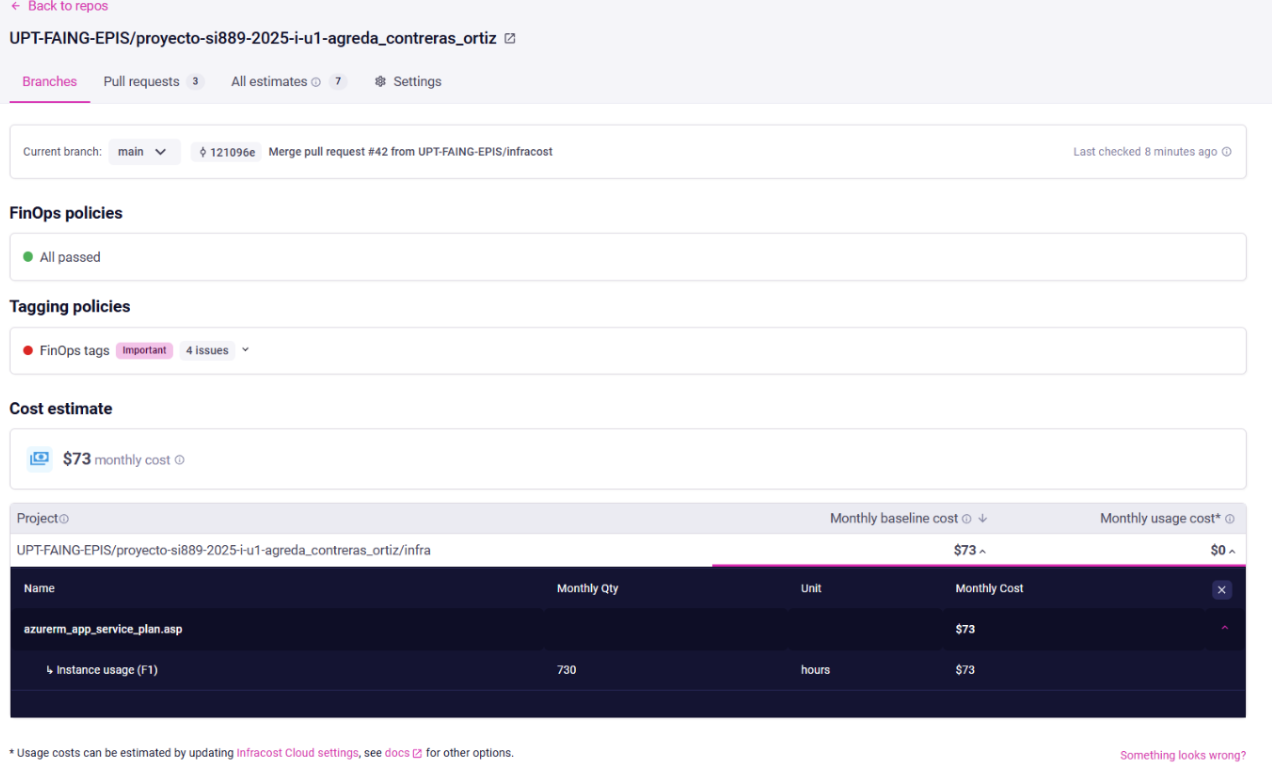 ← Back to repos
UPT-FAING-EPIS/proyecto-si889-2025-i-u1-agreda_contreras_ortiz
Branches Pull requests 3 All estimates 7 Settings
Current branch: main 121096e Merge pull request #42 from UPT-FAING-EPIS/infracost Last checked 8 minutes ago
FinOps policies
All passed
Tagging policies
FinOps tags Important 4 issues
Cost estimate
$73 monthly cost
Project Monthly baseline cost ↓ Monthly usage cost*
UPT-FAING-EPIS/proyecto-si889-2025-i-u1-agreda_contreras_ortiz/infra $73 $0
Name Monthly Qty Unit Monthly Cost
azurerm_app_service_plan.asp $73
↳ Instance usage (F1) 730 hours $73
* Usage costs can be estimated by updating Infracost Cloud settings, see docs for other options.
Something looks wrong?